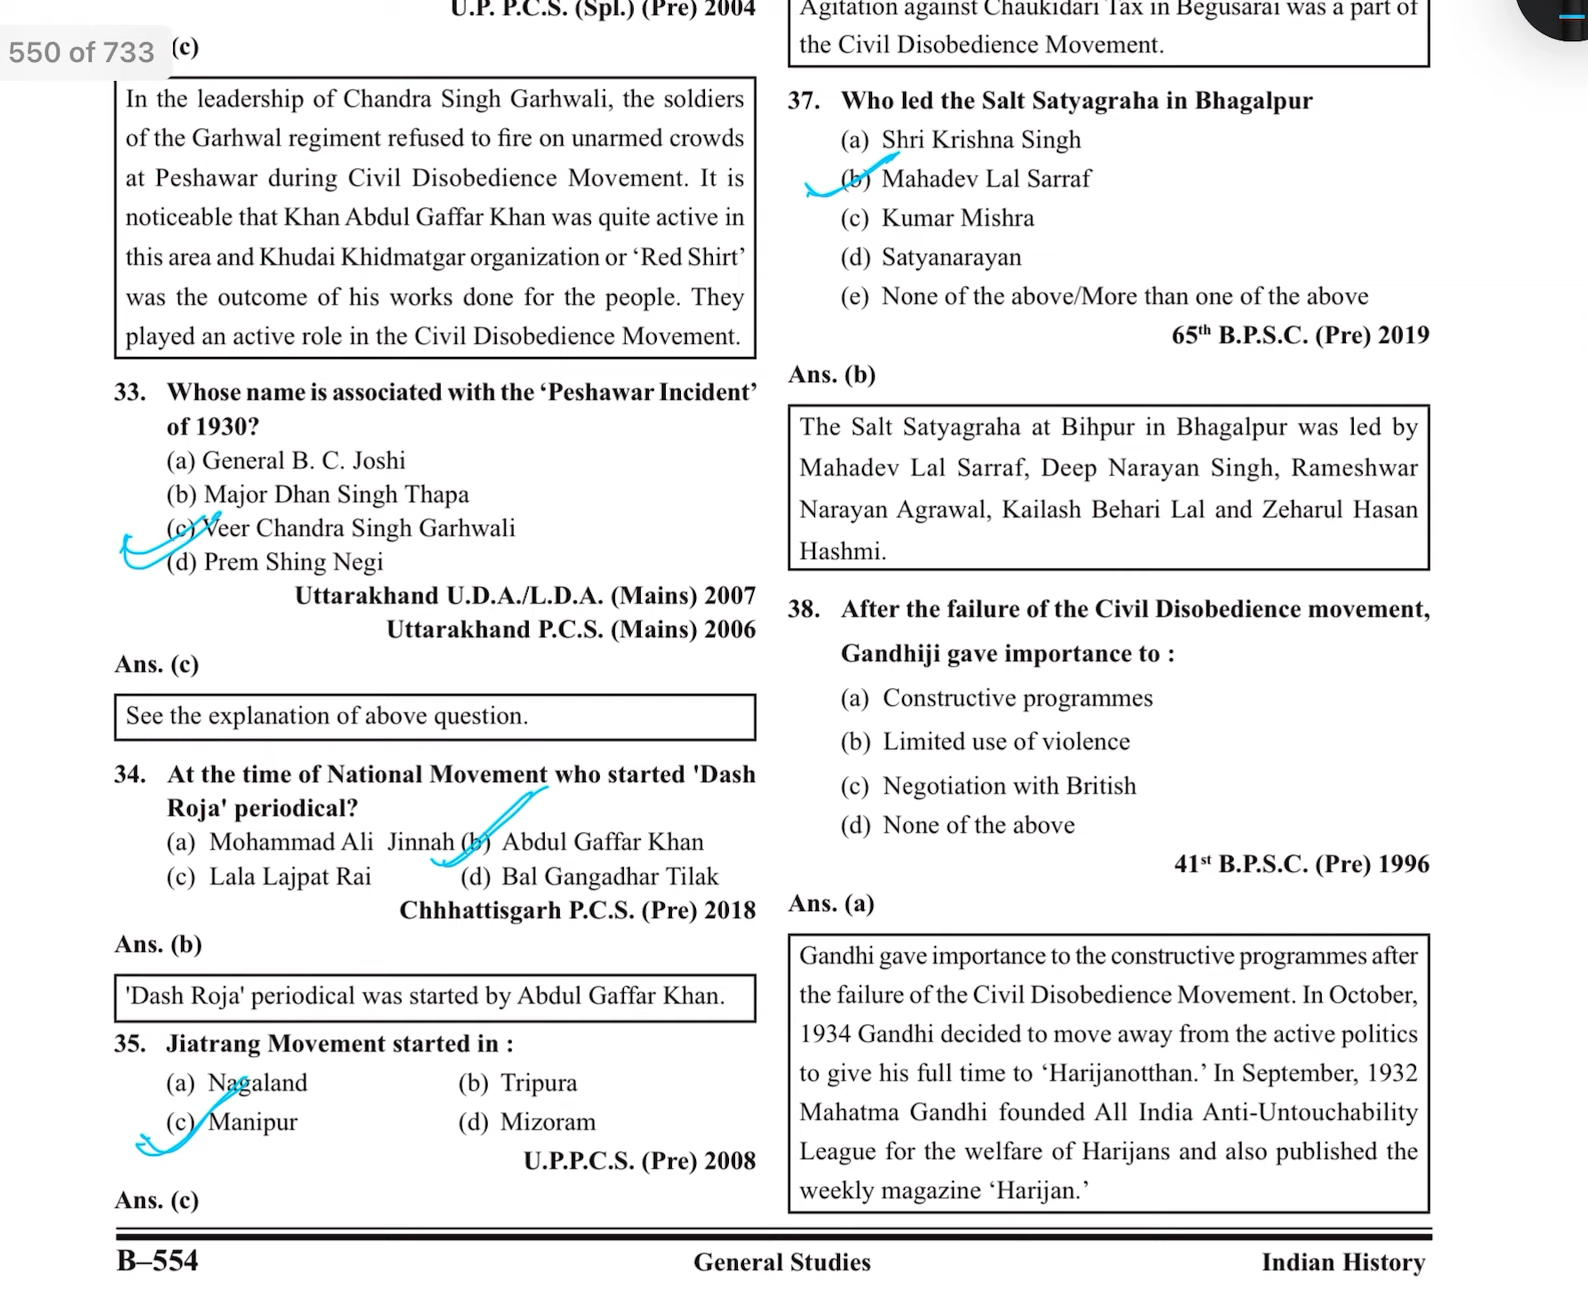 U.P. P.C.S. (Spl.) (Pre) 2004
550 of 733
(c)
In the leadership of Chandra Singh Garhwali, the soldiers
of the Garhwal regiment refused to fire on unarmed crowds
at Peshawar during Civil Disobedience Movement. It is
noticeable that Khan Abdul Gaffar Khan was quite active in
this area and Khudai Khidmatgar organization or ‘Red Shirt’
was the outcome of his works done for the people. They
played an active role in the Civil Disobedience Movement.
33. Whose name is associated with the ‘Peshawar Incident’
of 1930?
(a) General B. C. Joshi
(b) Major Dhan Singh Thapa
(c) Veer Chandra Singh Garhwali
(d) Prem Shing Negi
Uttarakhand U.D.A./L.D.A. (Mains) 2007
Uttarakhand P.C.S. (Mains) 2006
Ans. (c)
See the explanation of above question.
34. At the time of National Movement who started 'Dash
Roja' periodical?
(a) Mohammad Ali Jinnah (b) Abdul Gaffar Khan
(c) Lala Lajpat Rai (d) Bal Gangadhar Tilak
Chhhattisgarh P.C.S. (Pre) 2018
Ans. (b)
'Dash Roja' periodical was started by Abdul Gaffar Khan.
35. Jiatrang Movement started in :
(a) Nagaland (b) Tripura
(c) Manipur (d) Mizoram
U.P.P.C.S. (Pre) 2008
Ans. (c)
Agitation against Chaukidari Tax in Begusarai was a part of
the Civil Disobedience Movement.
37. Who led the Salt Satyagraha in Bhagalpur
(a) Shri Krishna Singh
(b) Mahadev Lal Sarraf
(c) Kumar Mishra
(d) Satyanarayan
(e) None of the above/More than one of the above
65th B.P.S.C. (Pre) 2019
Ans. (b)
The Salt Satyagraha at Bihpur in Bhagalpur was led by
Mahadev Lal Sarraf, Deep Narayan Singh, Rameshwar
Narayan Agrawal, Kailash Behari Lal and Zeharul Hasan
Hashmi.
38. After the failure of the Civil Disobedience movement,
Gandhiji gave importance to :
(a) Constructive programmes
(b) Limited use of violence
(c) Negotiation with British
(d) None of the above
41st B.P.S.C. (Pre) 1996
Ans. (a)
Gandhi gave importance to the constructive programmes after
the failure of the Civil Disobedience Movement. In October,
1934 Gandhi decided to move away from the active politics
to give his full time to ‘Harijanotthan.’ In September, 1932
Mahatma Gandhi founded All India Anti-Untouchability
League for the welfare of Harijans and also published the
weekly magazine ‘Harijan.’
B–554 General Studies Indian History